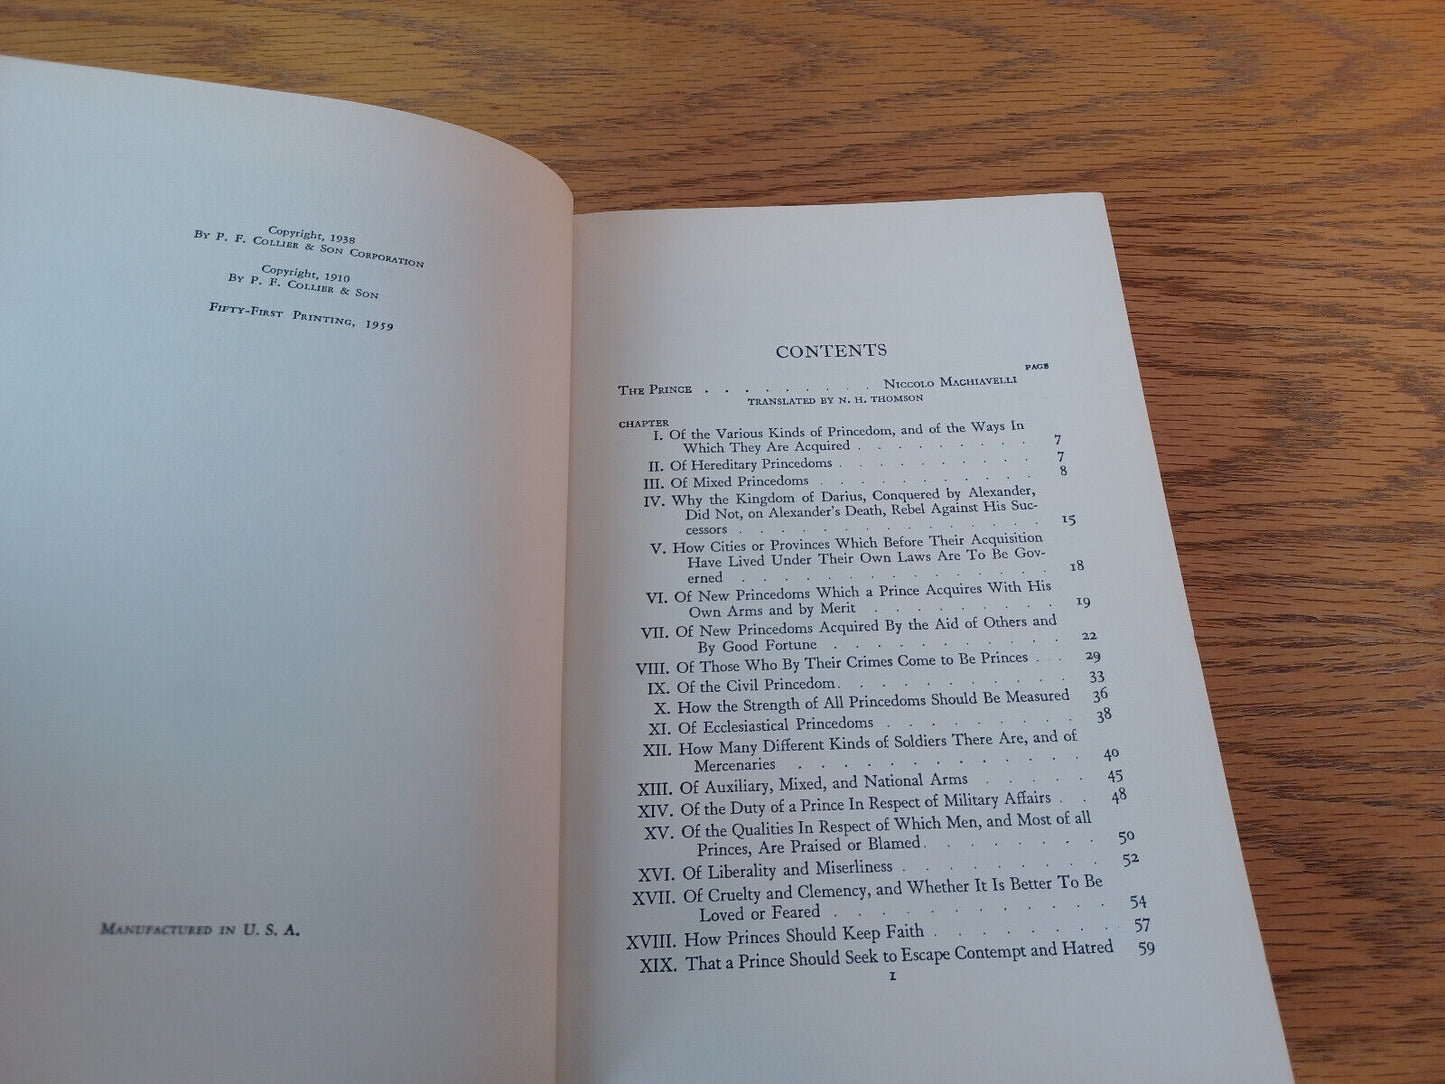 Copyright, 1938
By P. F. Collier & Son Corporation
Copyright, 1910
By P. F. Collier & Son
Fifty-First Printing, 1959
Manufactured in U. S. A.
CONTENTS
PAGE
The Prince . . . . . . . . . Niccolo Machiavelli
TRANSLATED BY N. H. THOMSON
CHAPTER
I. Of the Various Kinds of Princedom, and of the Ways In
Which They Are Acquired . . . . . . . . . 7
II. Of Hereditary Princedoms . . . . . . . . . 7
III. Of Mixed Princedoms . . . . . . . . . . 8
IV. Why the Kingdom of Darius, Conquered by Alexander,
Did Not, on Alexander's Death, Rebel Against His Suc-
cessors . . . . . . . . . . . . . . 15
V. How Cities or Provinces Which Before Their Acquisition
Have Lived Under Their Own Laws Are To Be Gov-
erned . . . . . . . . . . . . . . 18
VI. Of New Princedoms Which a Prince Acquires With His
Own Arms and by Merit . . . . . . . . . 19
VII. Of New Princedoms Acquired By the Aid of Others and
By Good Fortune . . . . . . . . . . . 22
VIII. Of Those Who By Their Crimes Come to Be Princes . . 29
IX. Of the Civil Princedom . . . . . . . . . . 33
X. How the Strength of All Princedoms Should Be Measured 36
XI. Of Ecclesiastical Princedoms . . . . . . . . . 38
XII. How Many Different Kinds of Soldiers There Are, and of
Mercenaries . . . . . . . . . . . . 40
XIII. Of Auxiliary, Mixed, and National Arms . . . . . 45
XIV. Of the Duty of a Prince In Respect of Military Affairs . . 48
XV. Of the Qualities In Respect of Which Men, and Most of all
Princes, Are Praised or Blamed . . . . . . . 50
XVI. Of Liberality and Miserliness . . . . . . . . 52
XVII. Of Cruelty and Clemency, and Whether It Is Better To Be
Loved or Feared . . . . . . . . . . . 54
XVIII. How Princes Should Keep Faith . . . . . . . 57
XIX. That a Prince Should Seek to Escape Contempt and Hatred 59
1